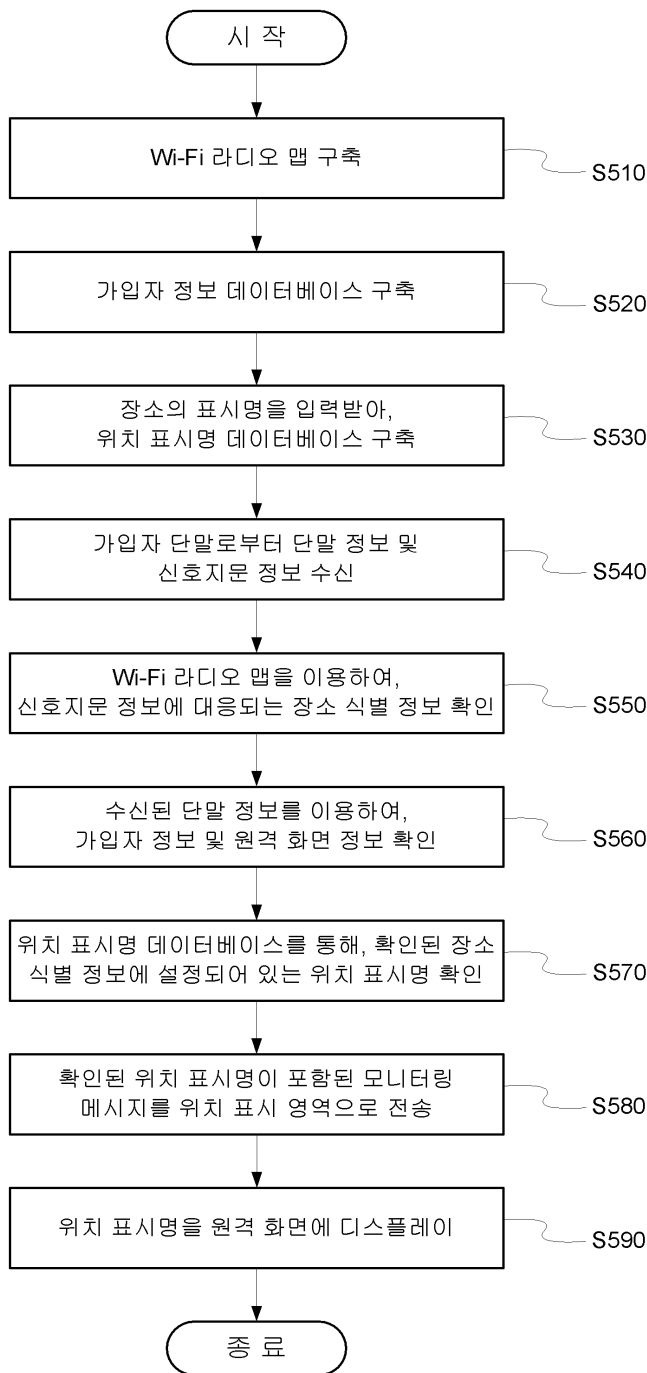 시 작
Wi-Fi 라디오 맵 구축
S510
가입자 정보 데이터베이스 구축
S520
장소의 표시명을 입력받아,
위치 표시명 데이터베이스 구축
S530
가입자 단말로부터 단말 정보 및
신호지문 정보 수신
S540
Wi-Fi 라디오 맵을 이용하여,
신호지문 정보에 대응되는 장소 식별 정보 확인
S550
수신된 단말 정보를 이용하여,
가입자 정보 및 원격 화면 정보 확인
S560
위치 표시명 데이터베이스를 통해, 확인된 장소
식별 정보에 설정되어 있는 위치 표시명 확인
S570
확인된 위치 표시명이 포함된 모니터링
메시지를 위치 표시 영역으로 전송
S580
위치 표시명을 원격 화면에 디스플레이
S590
종 료